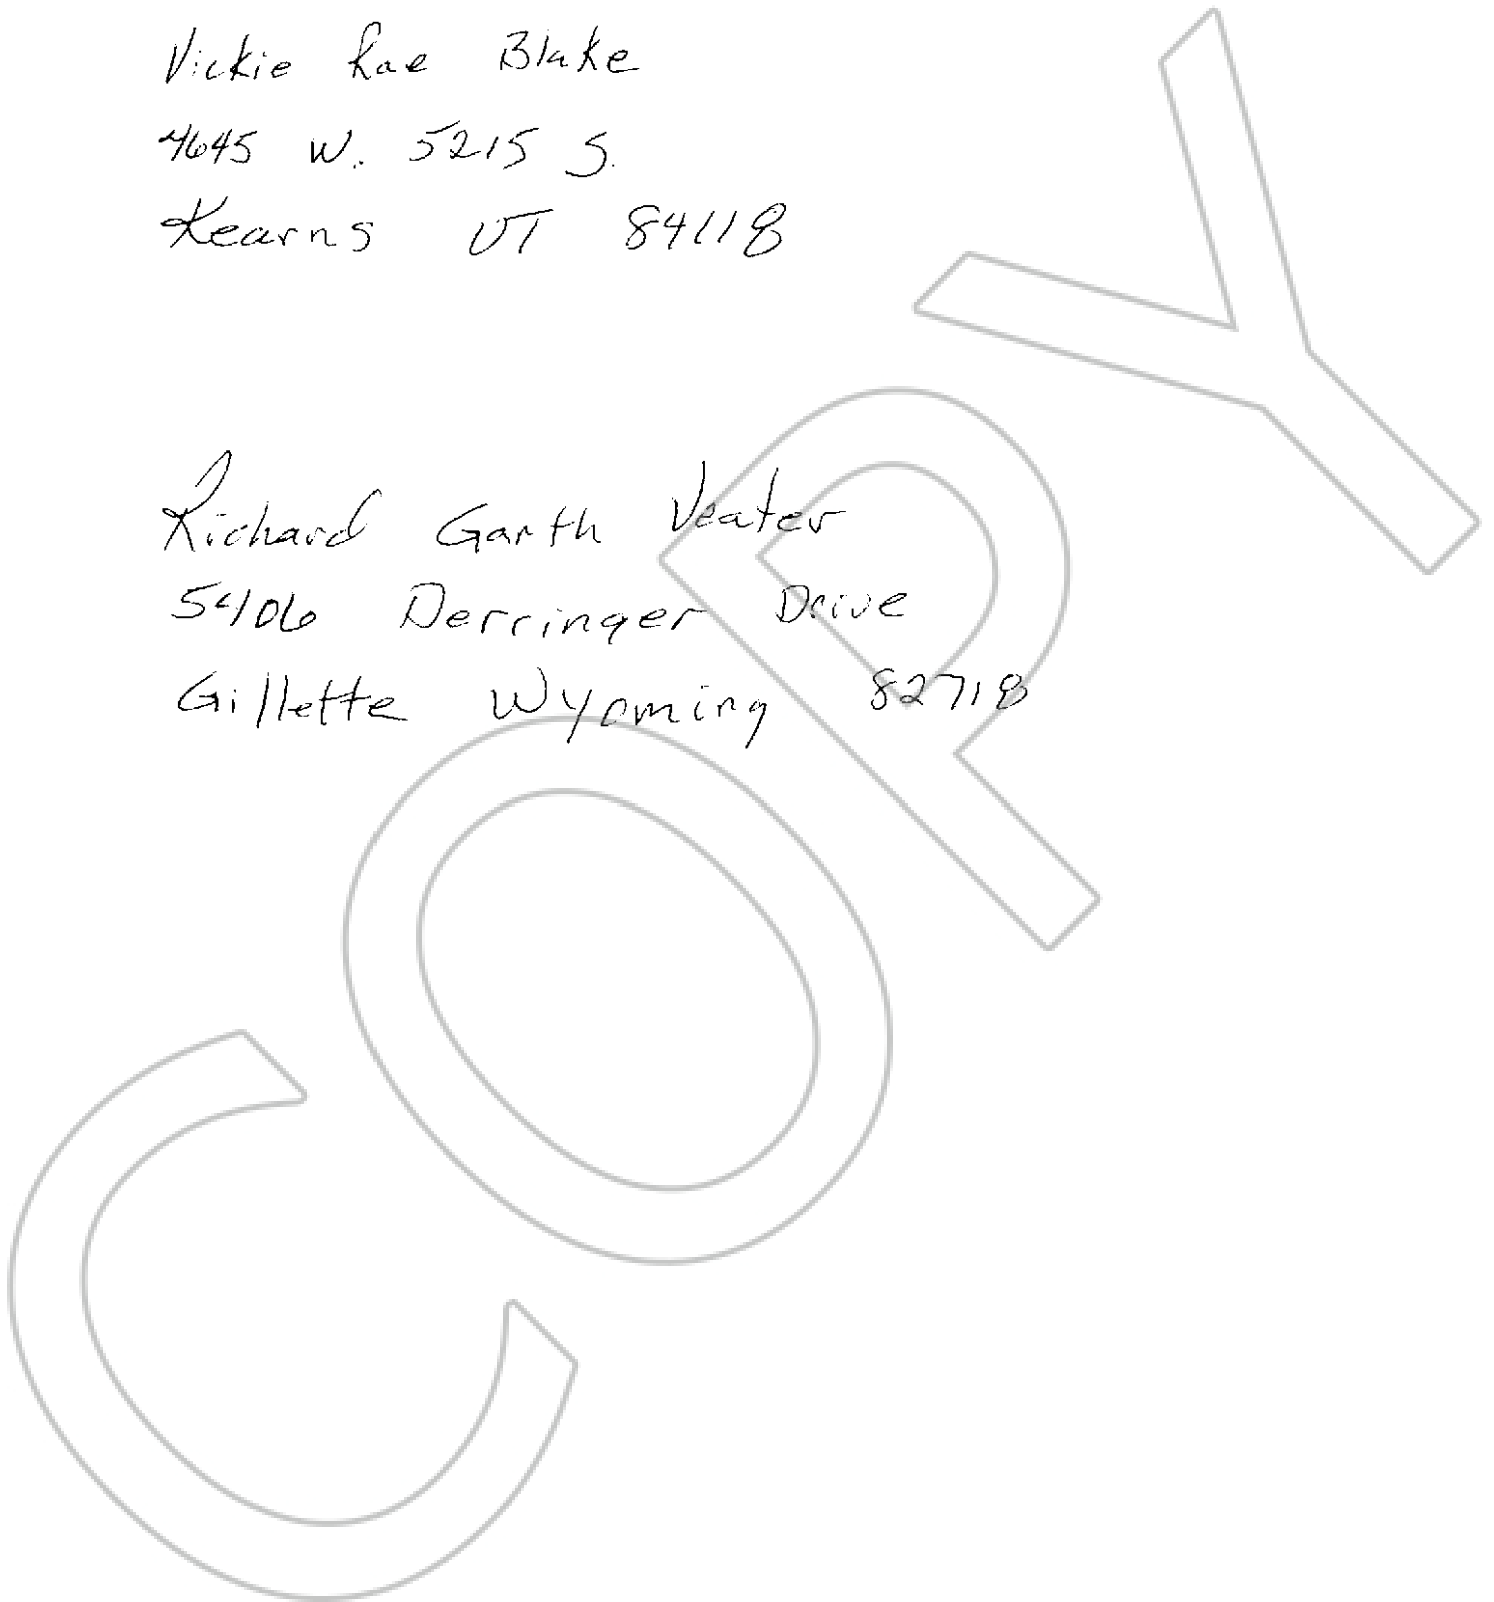 Vickie Rae Blake
4645 W. 5215 S.
Kearns UT 84118
Richard Garth Veater
5406 Derringer Drive
Gillette Wyoming 82718
COPY